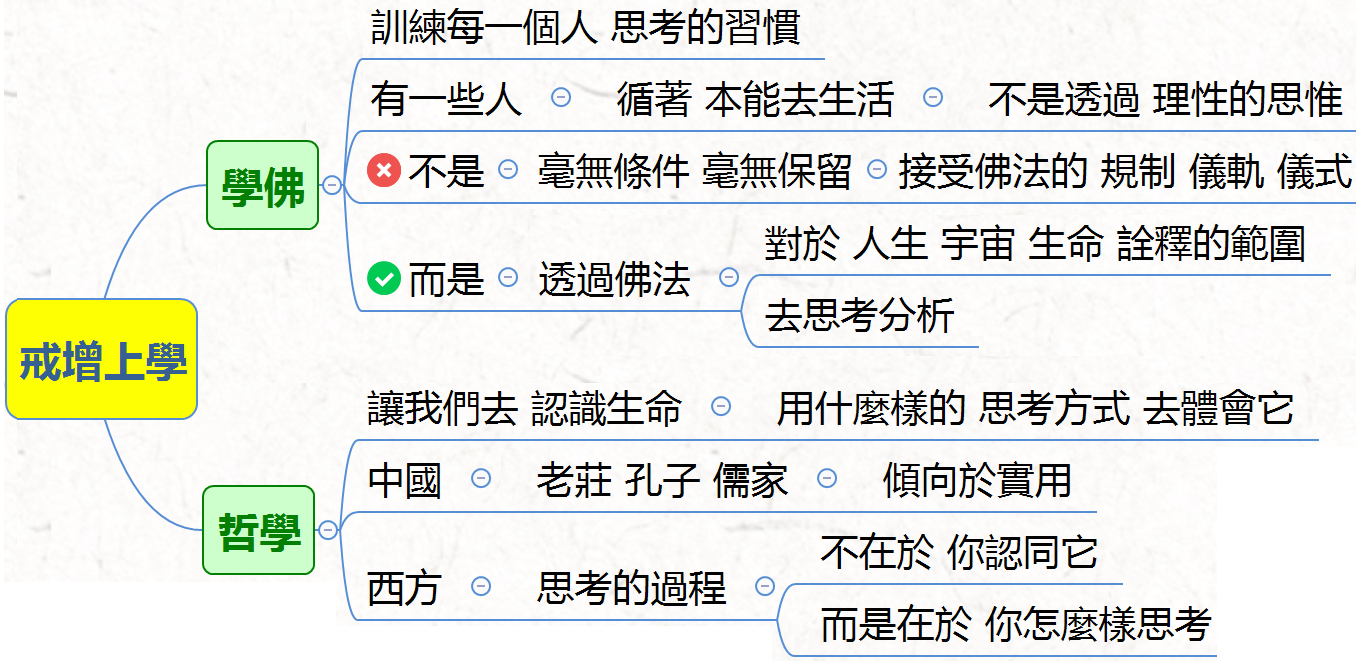 訓練每一個人 思考的習慣
有一些人 循著 本能去生活 不是透過 理性的思惟
學佛
不是 毫無條件 毫無保留 接受佛法的 規制 儀軌 儀式
對於 人生 宇宙 生命 詮釋的範圍
而是 透過佛法
去思考分析
戒增上學
讓我們去 認識生命 用什麼樣的 思考方式 去體會它
中國 老莊 孔子 儒家 傾向於實用
哲學
不在於 你認同它
西方 思考的過程
而是在於 你怎麼樣思考